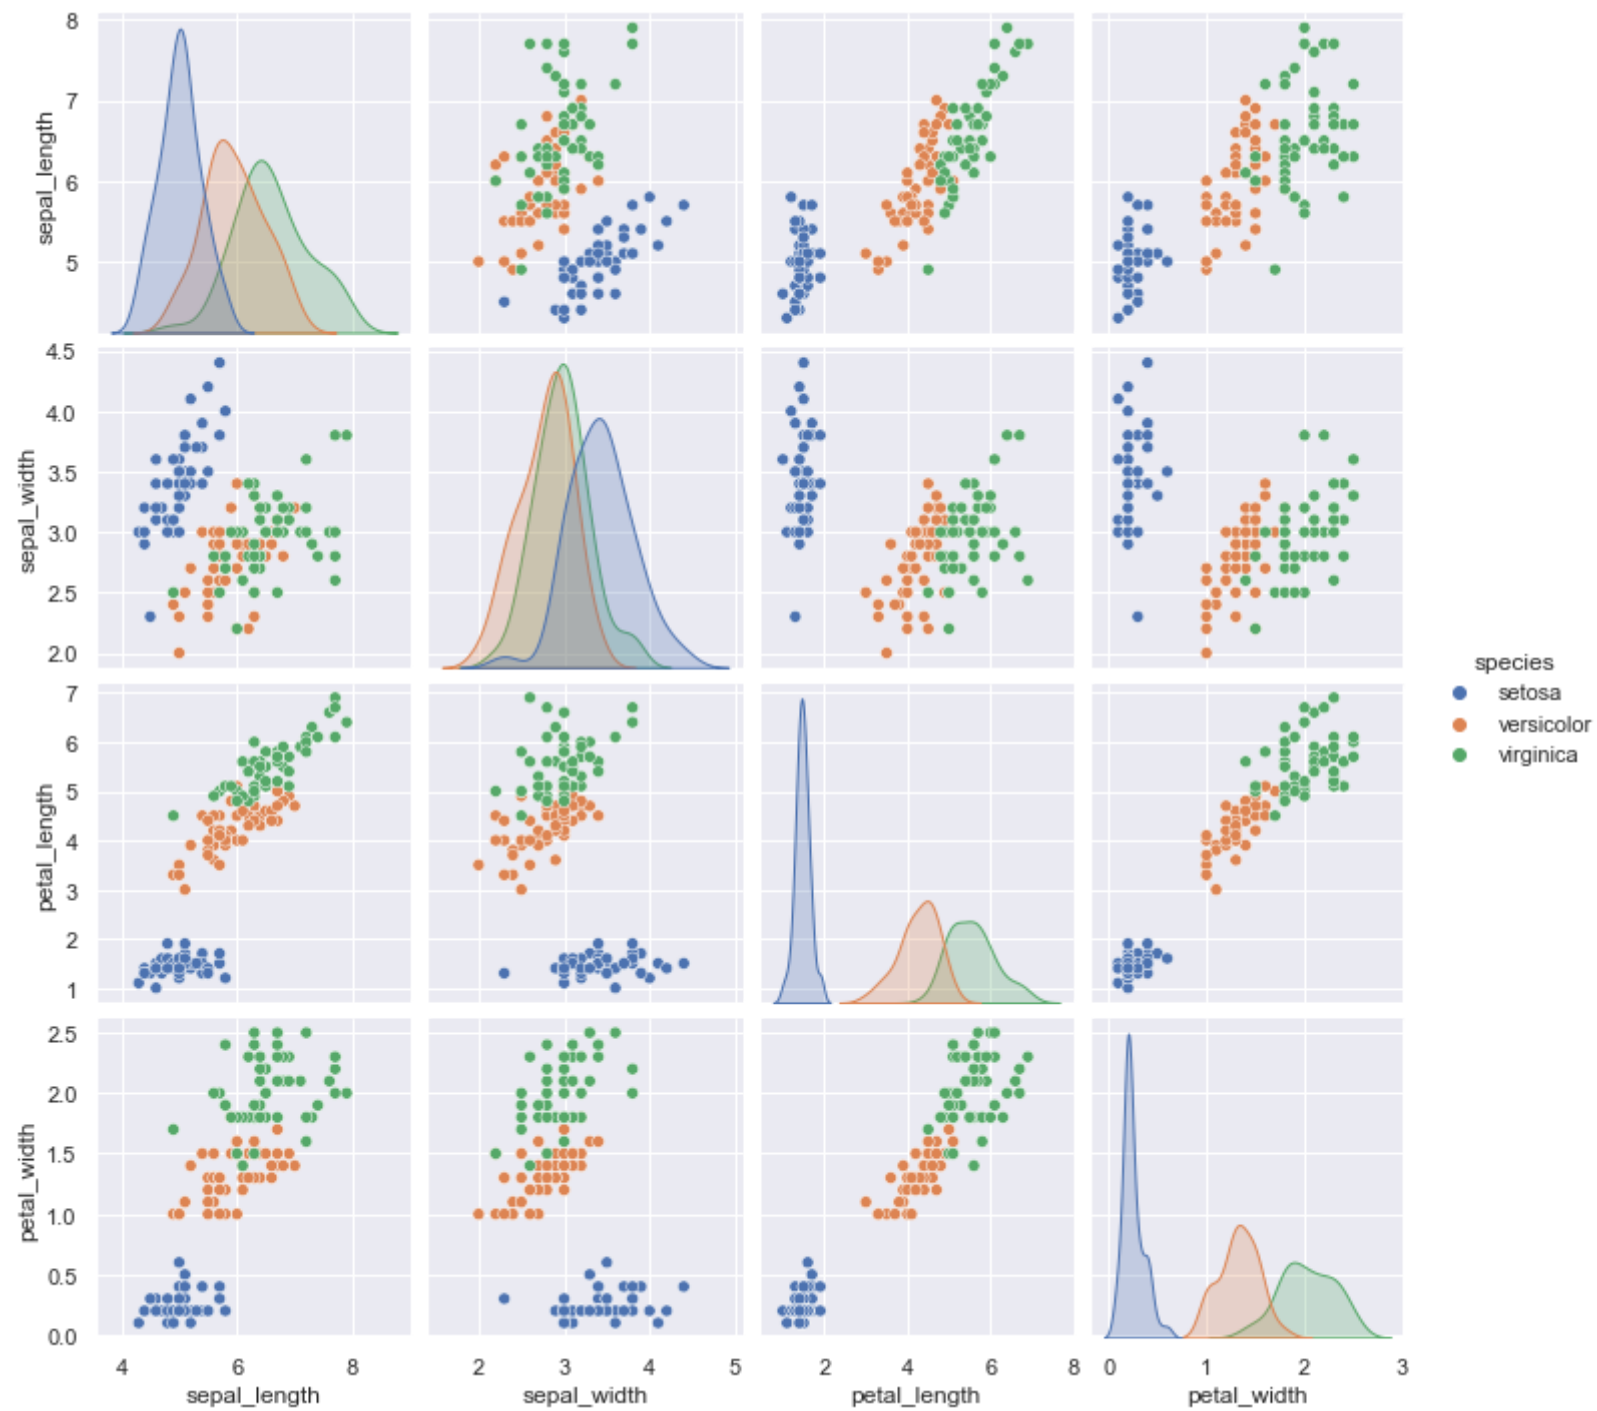 8
7
6
5
sepal_length
4.5
4.0
3.5
3.0
2.5
2.0
sepal_width
7
6
5
4
3
2
1
petal_length
2.5
2.0
1.5
1.0
0.5
0.0
petal_width
4 6 8
sepal_length
2 3 4 5
sepal_width
2 4 6 8
petal_length
0 1 2 3
petal_width
species
setosa
versicolor
virginica